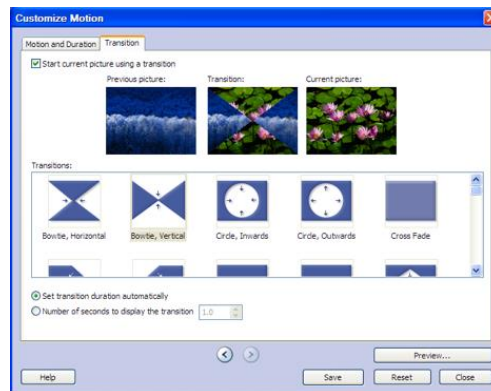 Customize Motion
Motion and Duration Transition
Start current picture using a transition
Previous picture: Transition: Current picture:
Transitions:
Bowtie, Horizontal Bowtie, Vertical Circle, Inwards Circle, Outwards Cross Fade
Set transition duration automatically
Number of seconds to display the transition 1.0
Preview...
Help Save Reset Close